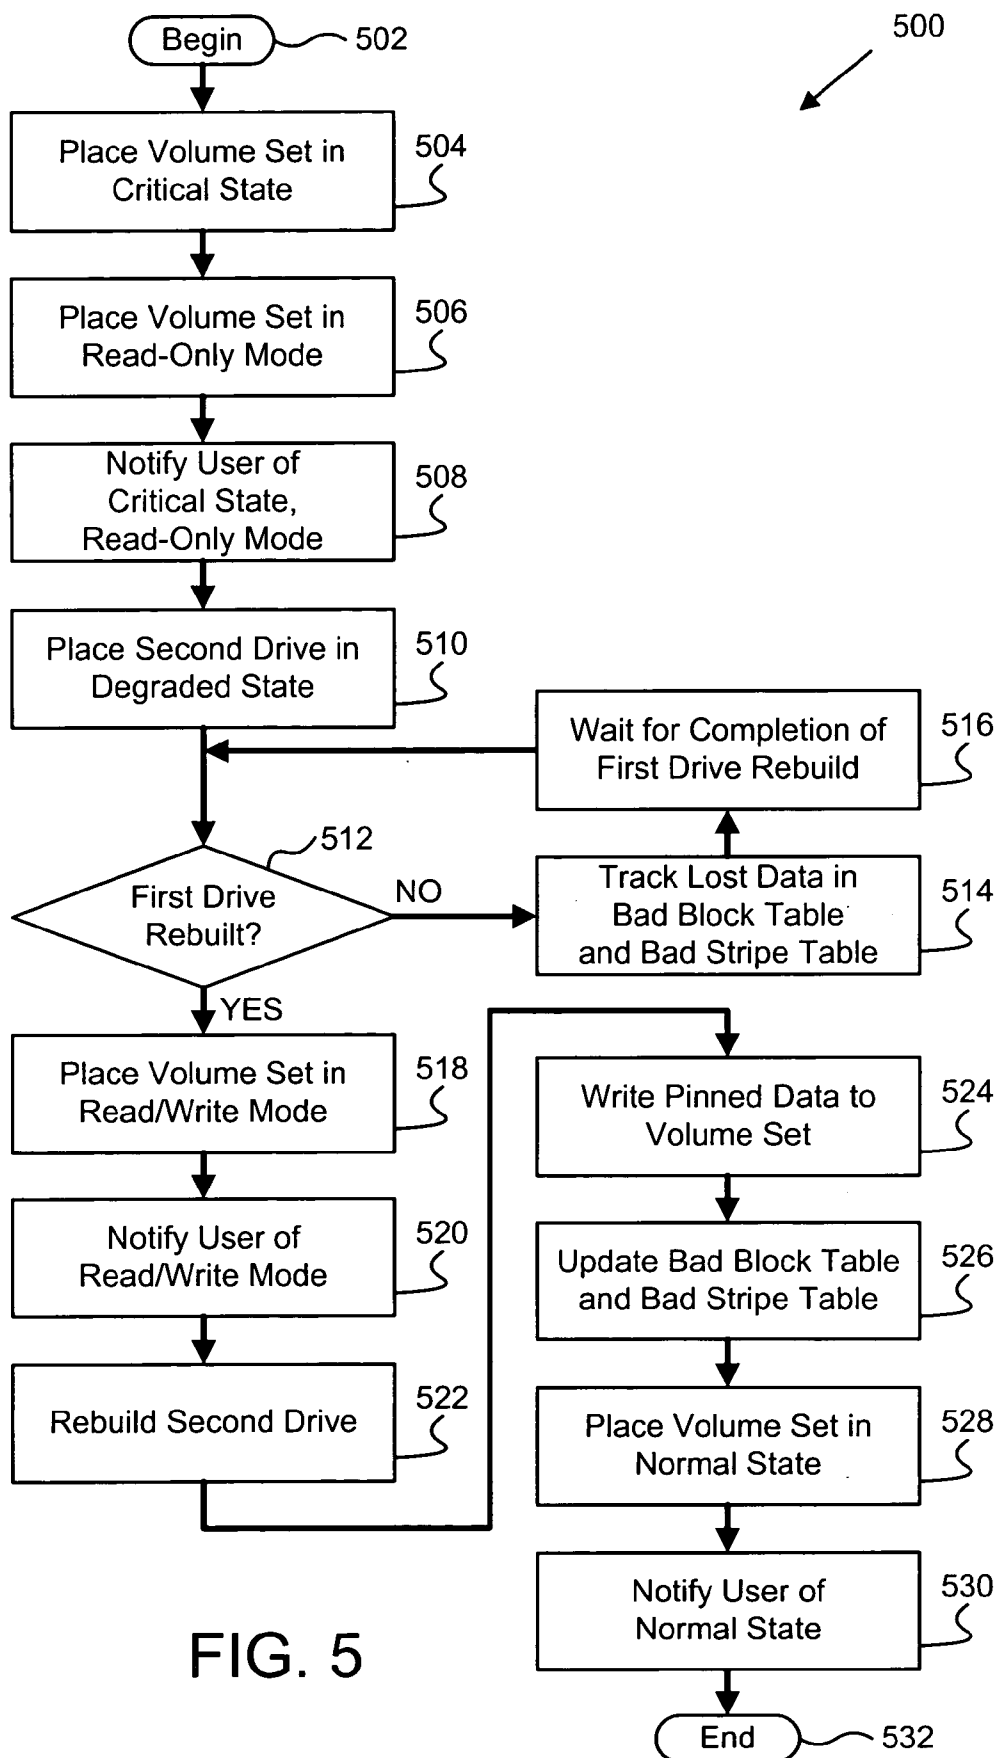 500
Begin
502
Place Volume Set in
Critical State
504
Place Volume Set in
Read-Only Mode
506
Notify User of
Critical State,
Read-Only Mode
508
Place Second Drive in
Degraded State
510
First Drive
Rebuilt?
512
NO
YES
Track Lost Data in
Bad Block Table
and Bad Stripe Table
514
Wait for Completion of
First Drive Rebuild
516
Place Volume Set in
Read/Write Mode
518
Notify User of
Read/Write Mode
520
Rebuild Second Drive
522
Write Pinned Data to
Volume Set
524
Update Bad Block Table
and Bad Stripe Table
526
Place Volume Set in
Normal State
528
Notify User of
Normal State
530
End
532
FIG. 5